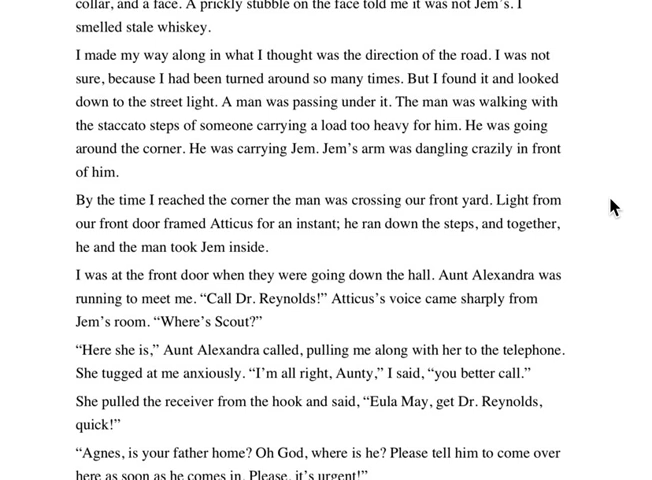 collar, and a face. A prickly stubble on the face told me it was not Jem’s. I
smelled stale whiskey.
I made my way along in what I thought was the direction of the road. I was not
sure, because I had been turned around so many times. But I found it and looked
down to the street light. A man was passing under it. The man was walking with
the staccato steps of someone carrying a load too heavy for him. He was going
around the corner. He was carrying Jem. Jem’s arm was dangling crazily in front
of him.
By the time I reached the corner the man was crossing our front yard. Light from
our front door framed Atticus for an instant; he ran down the steps, and together,
he and the man took Jem inside.
I was at the front door when they were going down the hall. Aunt Alexandra was
running to meet me. “Call Dr. Reynolds!” Atticus’s voice came sharply from
Jem’s room. “Where’s Scout?”
“Here she is,” Aunt Alexandra called, pulling me along with her to the telephone.
She tugged at me anxiously. “I’m all right, Aunty,” I said, “you better call.”
She pulled the receiver from the hook and said, “Eula May, get Dr. Reynolds,
quick!”
“Agnes, is your father home? Oh God, where is he? Please tell him to come over
here as soon as he comes in. Please, it’s urgent!”